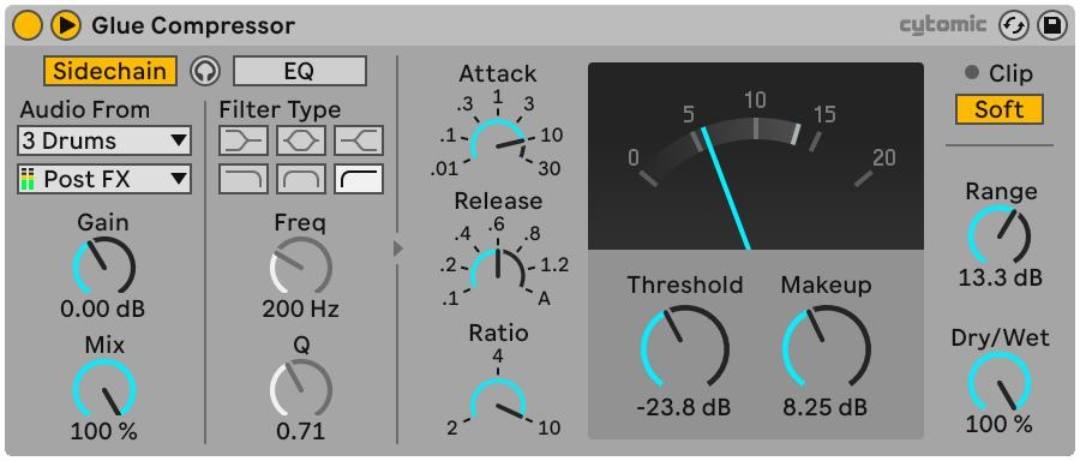 Glue Compressor
cytomic
Sidechain
EQ
Audio From
3 Drums
Post FX
Gain
0.00 dB
Mix
100 %
Filter Type
Freq
200 Hz
Q
0.71
Attack
.01 .1 .3 1 3 10 30
Release
.1 .2 .4 .6 .8 1.2 A
Ratio
2 4 10
0 5 10 15 20
Threshold
-23.8 dB
Makeup
8.25 dB
Clip
Soft
Range
13.3 dB
Dry/Wet
100 %